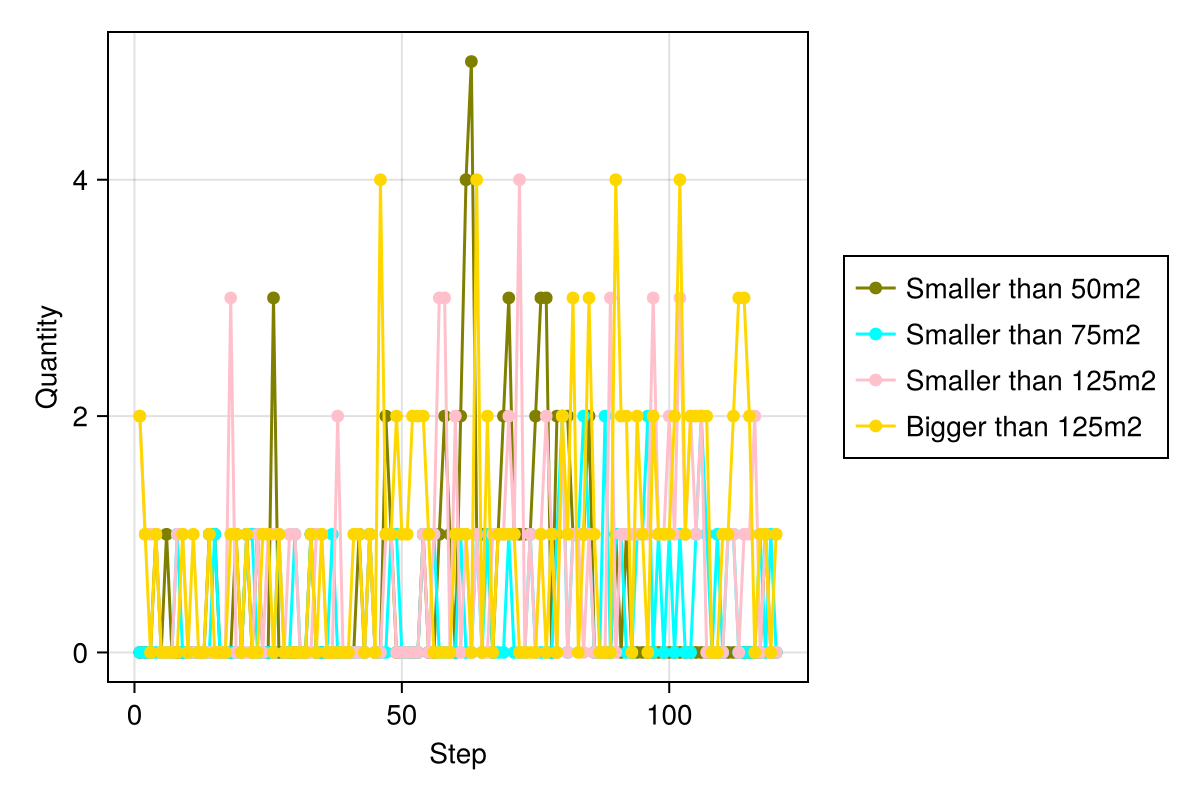 4
2
0
Quantity
0
50
100
Step
Smaller than 50m2
Smaller than 75m2
Smaller than 125m2
Bigger than 125m2